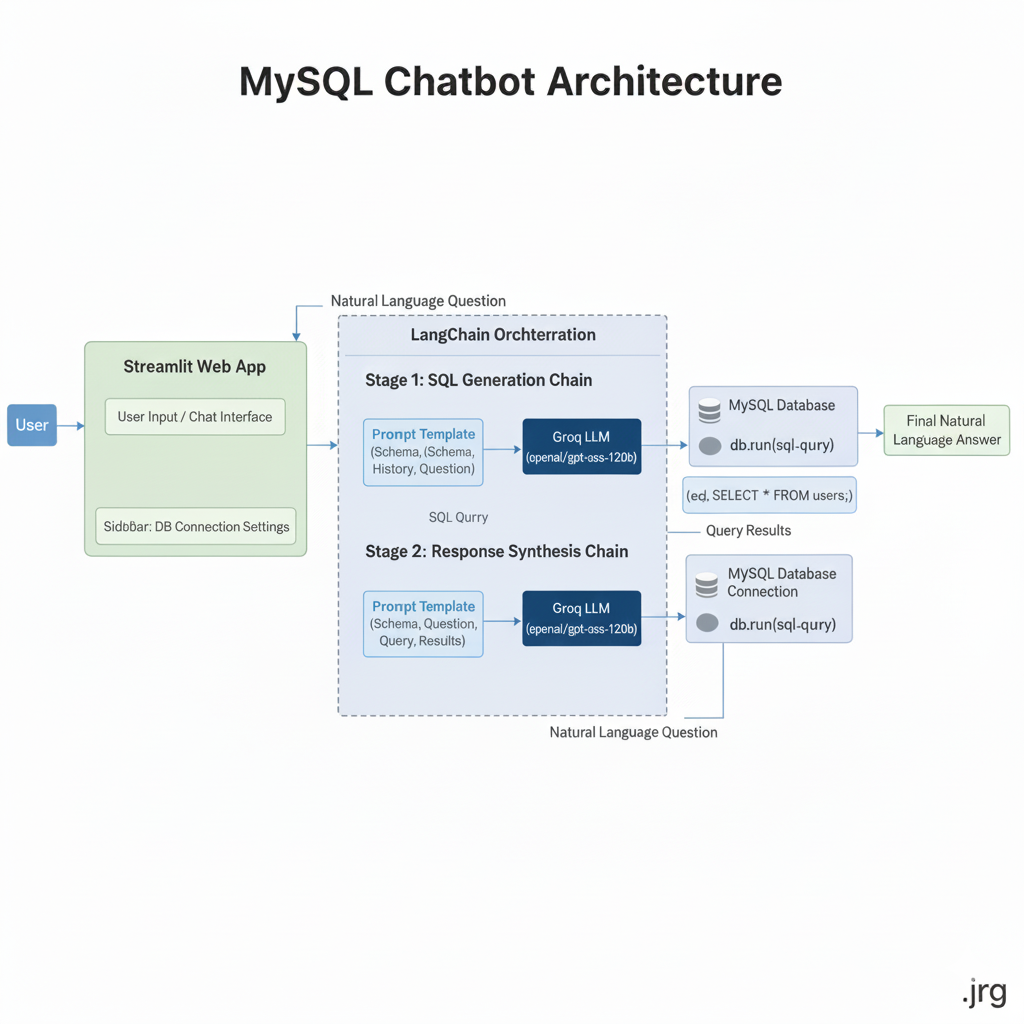 MySQL Chatbot Architecture
Natural Language Question
LangChain Orchterration
Streamlit Web App
User Input / Chat Interface
SidbBar: DB Connection Settings
User
Stage 1: SQL Generation Chain
Prompt Template
(Schema, (Schema,
History, Question)
Groq LLM
(openal/gpt-oss-120b)
SQL Qurry
MySQL Database
db.run(sql-qury)
(ed, SELECT * FROM users;)
Final Natural
Language Answer
Query Results
Stage 2: Response Synthesis Chain
Prompt Template
(Schema, Question,
Query, Results)
Groq LLM
(epenal/gpt-oss-120b)
MySQL Database
Connection
db.run(sql-qury)
Natural Language Question
.jrg